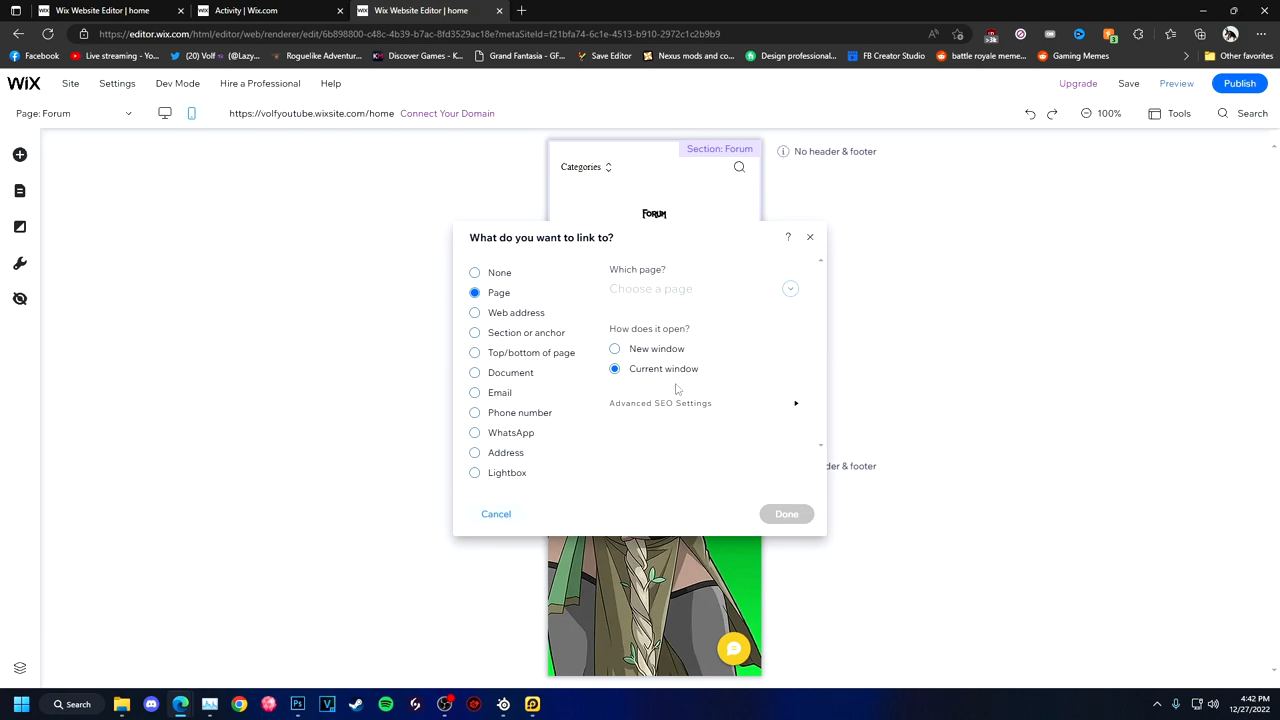 Wix Website Editor | home
Activity | Wix.com
Wix Website Editor | home
https://editor.wix.com/html/editor/web/renderer/edit/6b898800-c48c-4b39-b7ac-8fd3529ac18e?metaSiteId=f21bfa74-6c1e-4513-b910-2972c1c2b9b9
Facebook
Live streaming - Yo...
(20) Volf (@Lazy...
Roguelike Adventur...
Discover Games - K...
Grand Fantasia – GF...
Save Editor
Nexus mods and co...
Design professional...
FB Creator Studio
battle royale meme...
Gaming Memes
Other favorites
WiX
Site
Settings
Dev Mode
Hire a Professional
Help
Upgrade
Save
Preview
Publish
Page: Forum
https://volfyoutube.wixsite.com/home
Connect Your Domain
100%
Tools
Search
Section: Forum
No header & footer
Categories
Forum
What do you want to link to?
?
None
Page
Web address
Section or anchor
Top/bottom of page
Document
Email
Phone number
WhatsApp
Address
Lightbox
Which page?
Choose a page
How does it open?
New window
Current window
Advanced SEO Settings
der & footer
Cancel
Done
Search
4:42 PM
12/27/2022